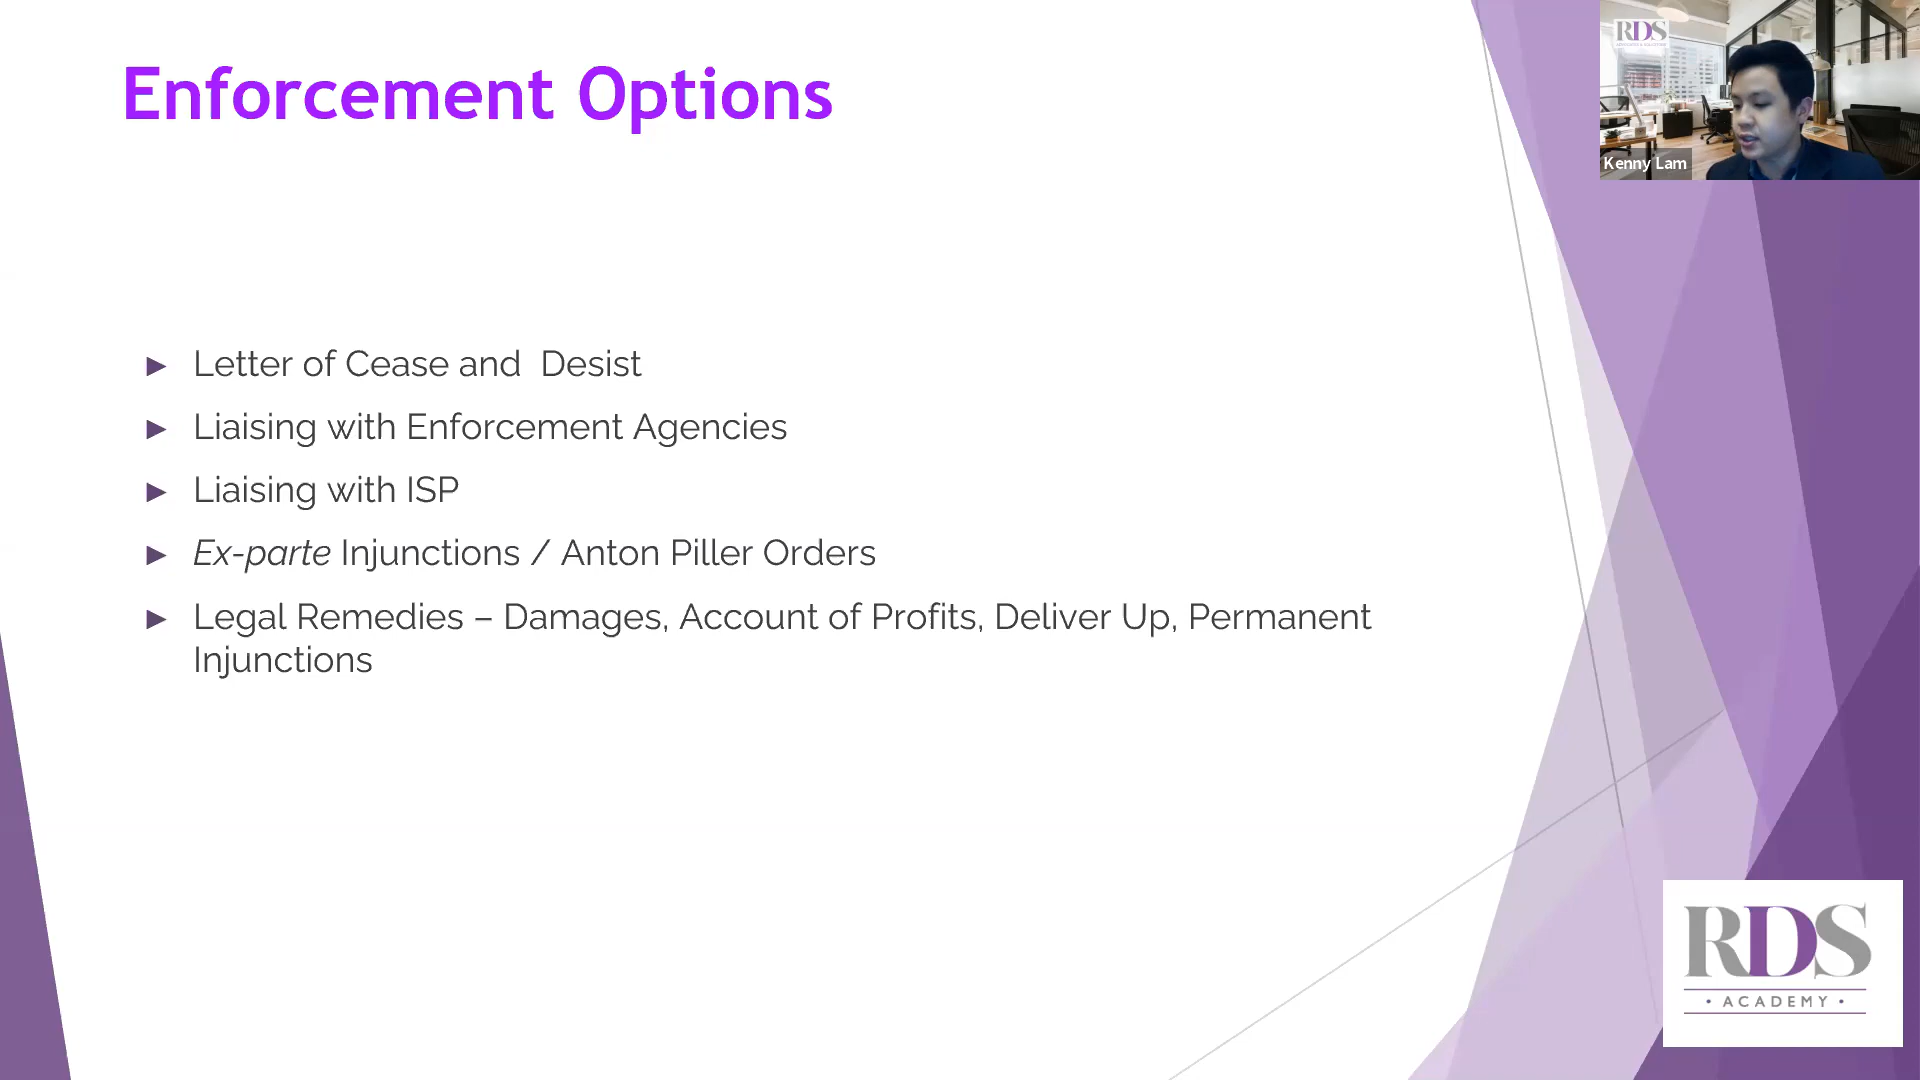 Enforcement Options
RDS
Kenny Lam
► Letter of Cease and  Desist
► Liaising with Enforcement Agencies
► Liaising with ISP
► Ex-parte Injunctions / Anton Piller Orders
► Legal Remedies – Damages, Account of Profits, Deliver Up, Permanent
Injunctions
RDS
• ACADEMY •